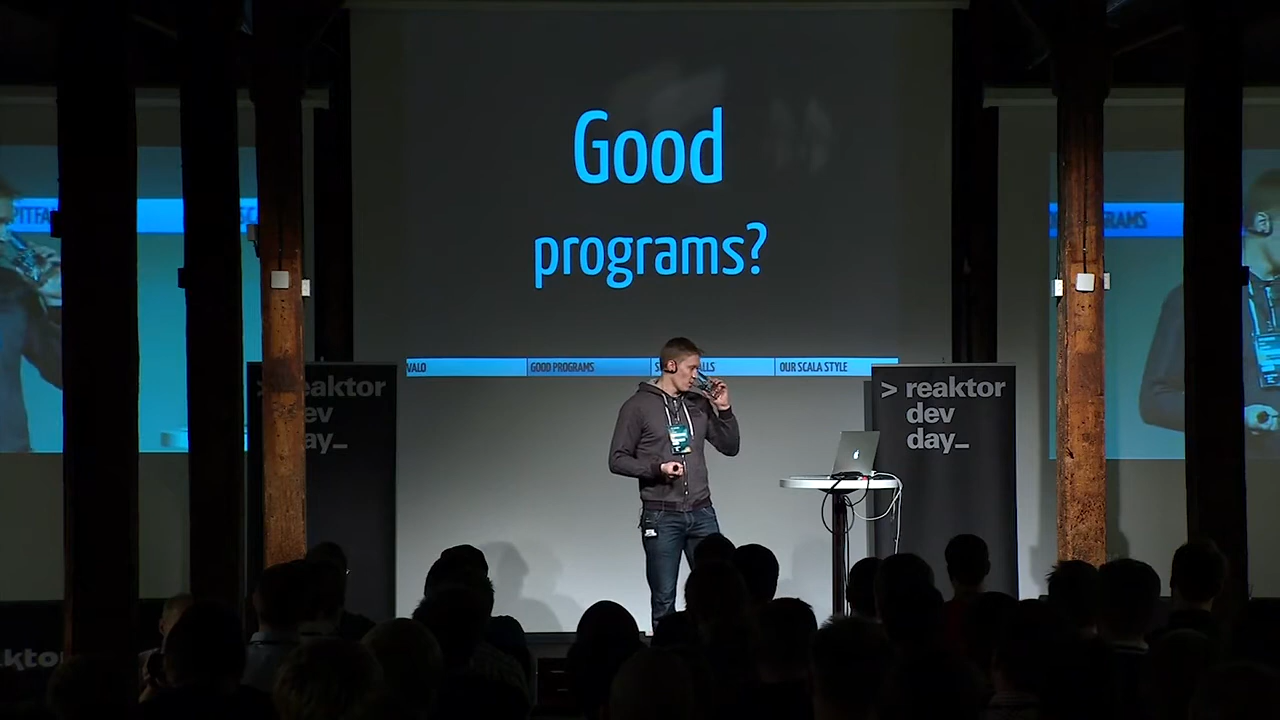 Good
programs?
VALO
GOOD PROGRAMS
OUR SCALA STYLE
> reaktor
dev
day_
> reaktor
dev
day_